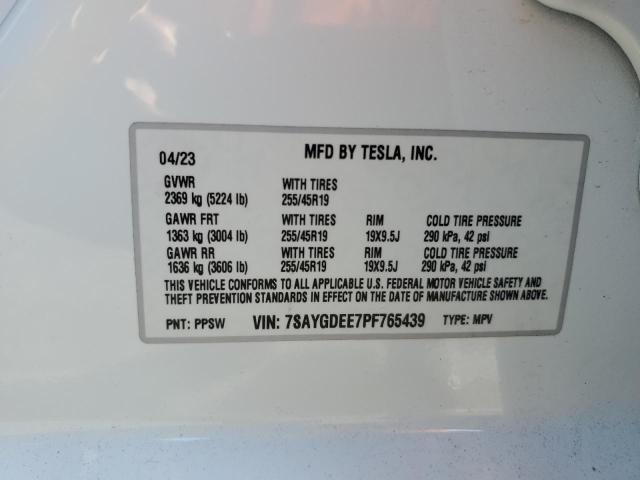 04/23 MFD BY TESLA, INC.
GVWR WITH TIRES
2369 kg (5224 lb) 255/45R19
GAWR FRT WITH TIRES RIM COLD TIRE PRESSURE
1363 kg (3004 lb) 255/45R19 19X9.5J 290 kPa, 42 psi
GAWR RR WITH TIRES RIM COLD TIRE PRESSURE
1636 kg (3606 lb) 255/45R19 19X9.5J 290 kPa, 42 psi
THIS VEHICLE CONFORMS TO ALL APPLICABLE U.S. FEDERAL MOTOR VEHICLE SAFETY AND
THEFT PREVENTION STANDARDS IN EFFECT ON THE DATE OF MANUFACTURE SHOWN ABOVE.
PNT: PPSW VIN: 7SAYGDEE7PF765439 TYPE: MPV